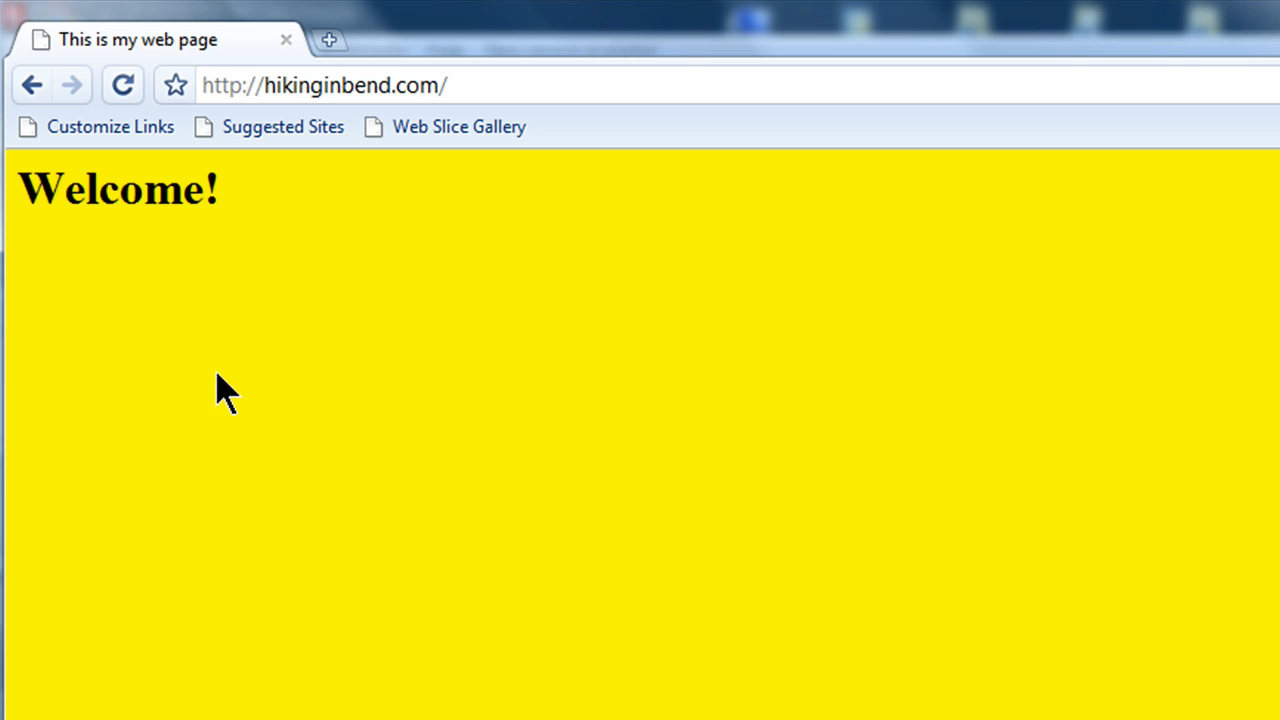 This is my web page
http://hikinginbend.com/
Customize Links Suggested Sites Web Slice Gallery
Welcome!